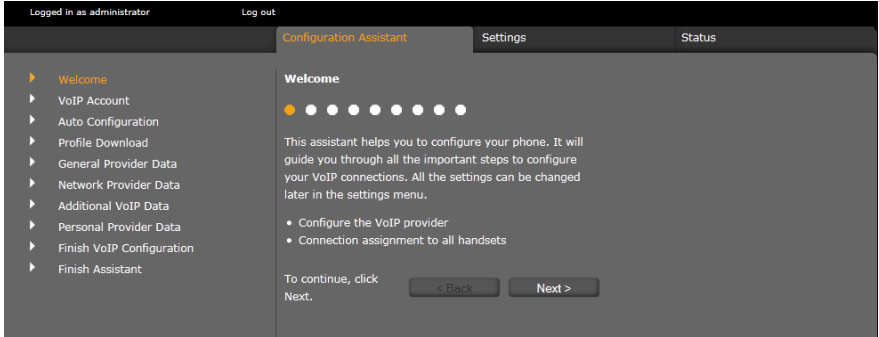 Logged in as administrator Log out
Configuration Assistant Settings Status
Welcome
VoIP Account
Auto Configuration
Profile Download
General Provider Data
Network Provider Data
Additional VoIP Data
Personal Provider Data
Finish VoIP Configuration
Finish Assistant
Welcome
This assistant helps you to configure your phone. It will
guide you through all the important steps to configure
your VoIP connections. All the settings can be changed
later in the settings menu.
• Configure the VoIP provider
• Connection assignment to all handsets
To continue, click
Next.
< Back Next >